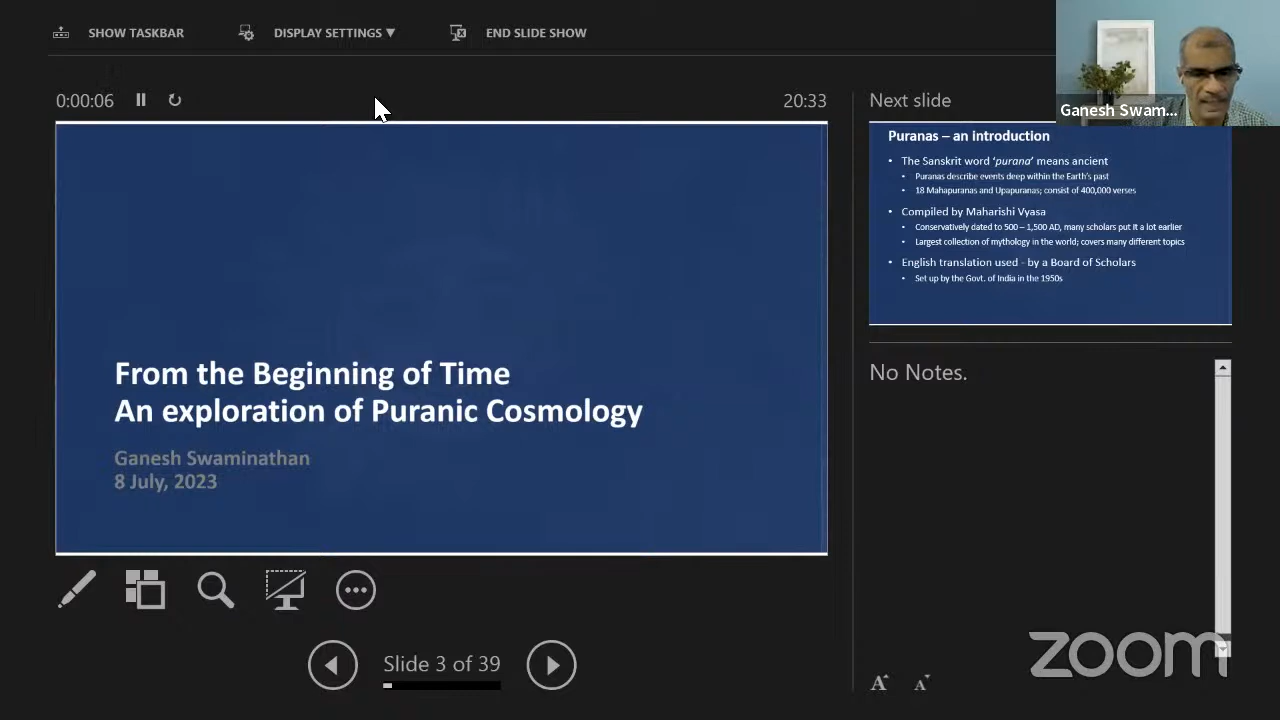 SHOW TASKBAR
DISPLAY SETTINGS ▼
END SLIDE SHOW
0:00:06
20:33
Next slide
Ganesh Swam...
From the Beginning of Time
An exploration of Puranic Cosmology
Ganesh Swaminathan
8 July, 2023
Puranas – an introduction
• The Sanskrit word ‘purana’ means ancient
• Puranas describe events deep within the Earth’s past
• 18 Mahapuranas and Upapuranas; consist of 400,000 verses
• Compiled by Maharishi Vyasa
• Conservatively dated to 500 – 1,500 AD, many scholars put it a lot earlier
• Largest collection of mythology in the world; covers many different topics
• English translation used - by a Board of Scholars
• Set up by the Govt. of India in the 1950s
No Notes.
Slide 3 of 39
A A
zoom